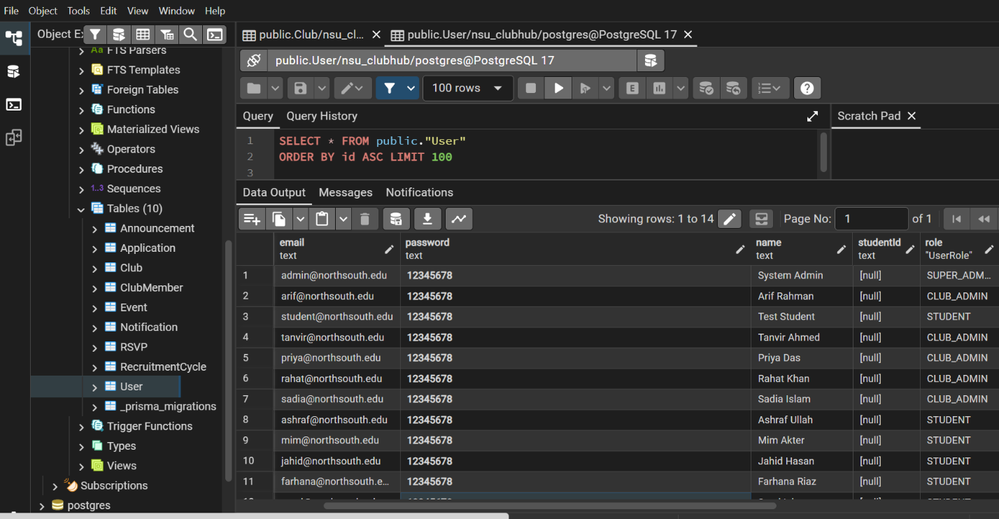 File Object Tools Edit View Window Help
Object E
public.Club/nsu_cl...
public.User/nsu_clubhub/postgres@PostgreSQL 17
public.User/nsu_clubhub/postgres@PostgreSQL 17
100 rows
Query
Query History
Scratch Pad
1 SELECT * FROM public."User"
2 ORDER BY id ASC LIMIT 100
3
Data Output Messages Notifications
Showing rows: 1 to 14
Page No: 1 of 1
Aa FTS Parsers
FTS Templates
Foreign Tables
Functions
Materialized Views
Operators
Procedures
1..3 Sequences
Tables (10)
Announcement
Application
Club
ClubMember
Event
Notification
RSVP
RecruitmentCycle
User
_prisma_migrations
Trigger Functions
Types
Views
Subscriptions
postgres
email text
password text
name text
studentId text
role "UserRole"
1 admin@northsouth.edu 12345678 System Admin [null] SUPER_ADM...
2 arif@northsouth.edu 12345678 Arif Rahman [null] CLUB_ADMIN
3 student@northsouth.edu 12345678 Test Student [null] STUDENT
4 tanvir@northsouth.edu 12345678 Tanvir Ahmed [null] CLUB_ADMIN
5 priya@northsouth.edu 12345678 Priya Das [null] CLUB_ADMIN
6 rahat@northsouth.edu 12345678 Rahat Khan [null] CLUB_ADMIN
7 sadia@northsouth.edu 12345678 Sadia Islam [null] CLUB_ADMIN
8 ashraf@northsouth.edu 12345678 Ashraf Ullah [null] STUDENT
9 mim@northsouth.edu 12345678 Mim Akter [null] STUDENT
10 jahid@northsouth.edu 12345678 Jahid Hasan [null] STUDENT
11 farhana@northsouth.e... 12345678 Farhana Riaz [null] STUDENT